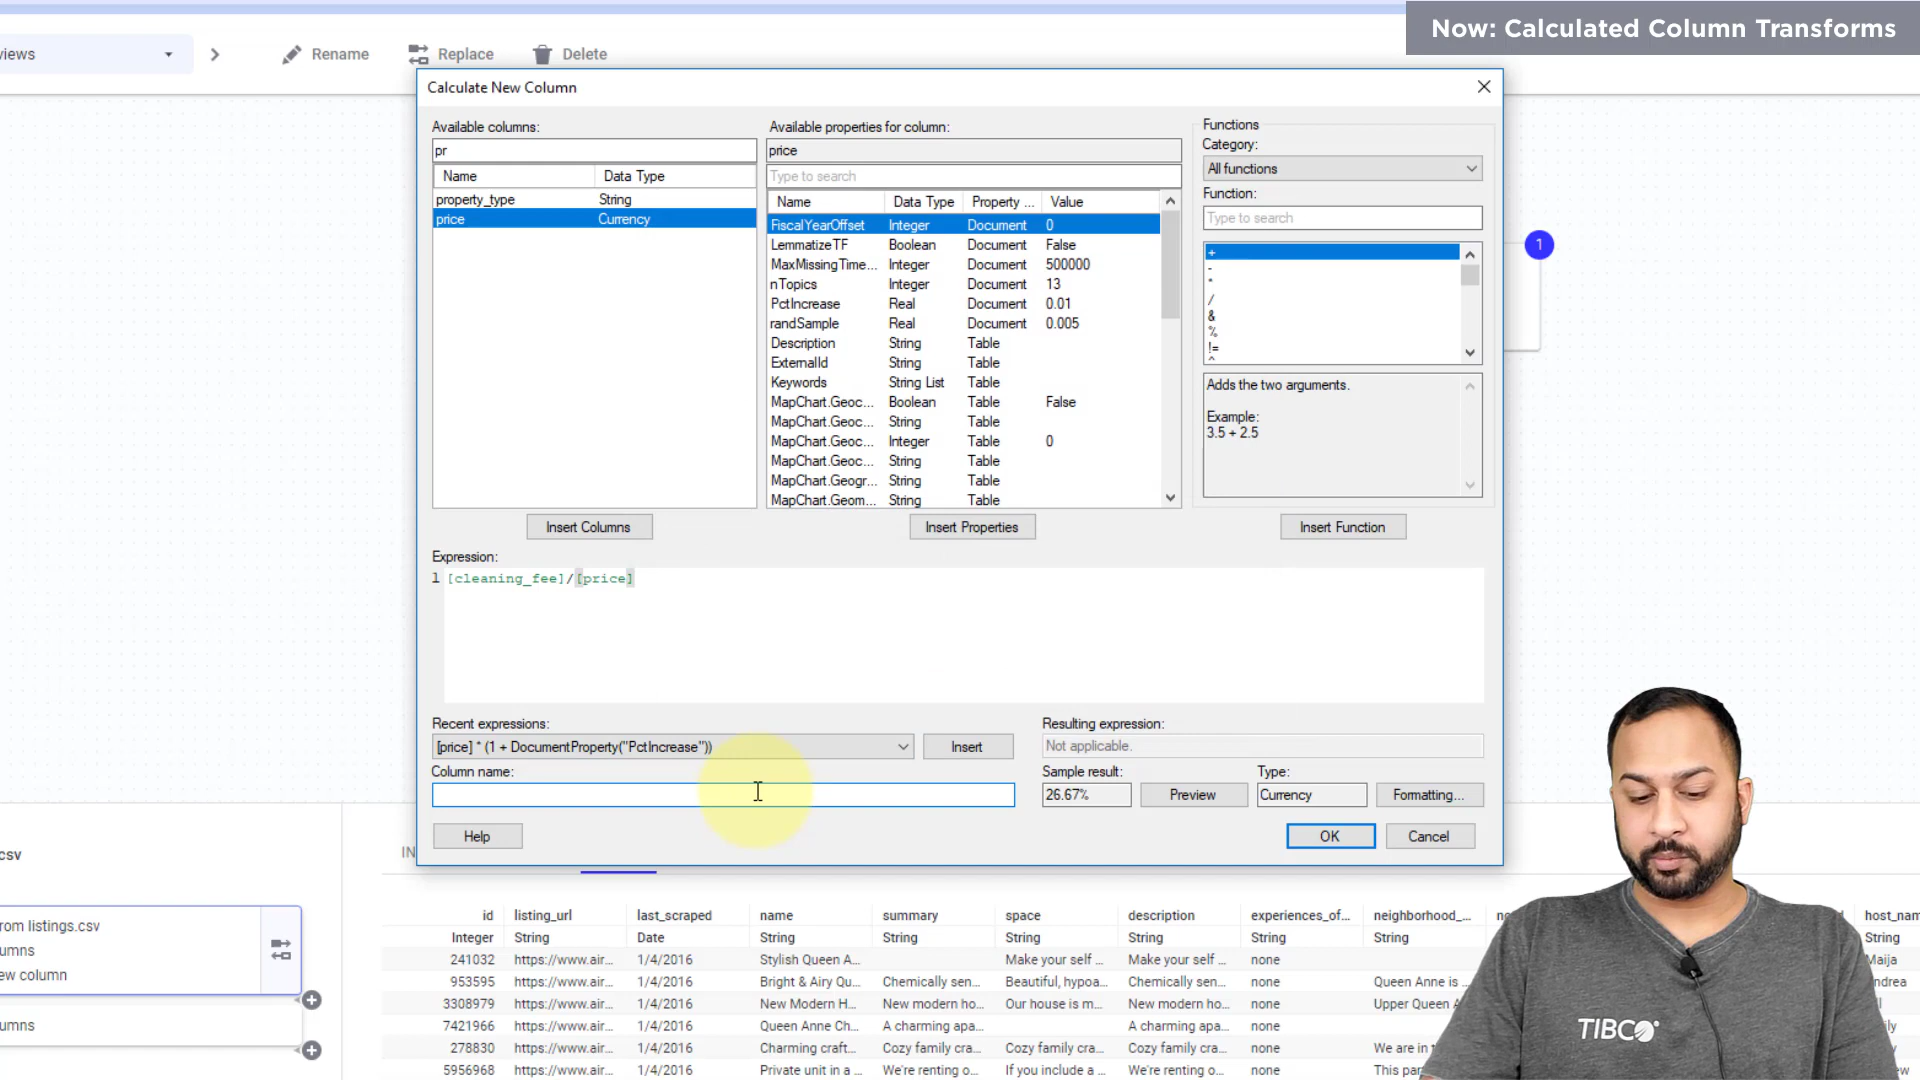 Now: Calculated Column Transforms
views
Rename
Replace
Delete
Calculate New Column
Available columns:
pr
Name Data Type
property_type String
price Currency
Insert Columns
Available properties for column:
price
Type to search
Name Data Type Property ... Value
FiscalYearOffset Integer Document 0
LemmatizeTF Boolean Document False
MaxMissingTime... Integer Document 500000
nTopics Integer Document 13
PctIncrease Real Document 0.01
randSample Real Document 0.005
Description String Table
ExternalId String Table
Keywords String List Table
MapChart.Geoc... Boolean Table False
MapChart.Geoc... String Table
MapChart.Geoc... Integer Table 0
MapChart.Geoc... String Table
MapChart.Geogr... String Table
MapChart.Geom... String Table
Insert Properties
Functions
Category:
All functions
Function:
Type to search
+
-
*
/
&
%
!=
^
Adds the two arguments.
Example:
3.5 + 2.5
Insert Function
1
Expression:
1 [cleaning_fee]/[price]
Recent expressions:
[price] * (1 + DocumentProperty("PctIncrease"))
Insert
Resulting expression:
Not applicable.
Column name:
Sample result:
26.67%
Preview
Type:
Currency
Formatting...
Help
OK
Cancel
csv
IN
rom listings.csv
umns
ew column
umns
id listing_url last_scraped name summary space description experiences_of... neighborhood_... host_nam
Integer String Date String String String String String String String
241032 https://www.air... 1/4/2016 Stylish Queen A... Make your self ... Make your self ... none Maija
953595 https://www.air... 1/4/2016 Bright & Airy Qu... Chemically sen... Beautiful, hypoa... Chemically sen... none Queen Anne is ... ndrea
3308979 https://www.air... 1/4/2016 New Modern H... New modern ho... Our house is m... New modern ho... none Upper Queen A
7421966 https://www.air... 1/4/2016 Queen Anne Ch... A charming apa... A charming apa... none
278830 https://www.air... 1/4/2016 Charming craft... Cozy family cra... Cozy family cra... Cozy family cra... none We are in t
5956968 https://www.air... 1/4/2016 Private unit in a ... We're renting o... If you include a ... We're renting o... none This par
TIBCO